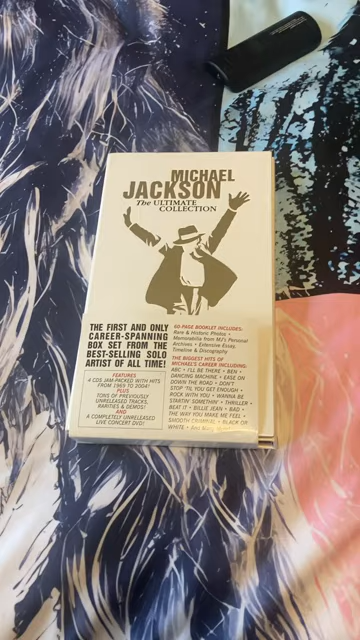 MICHAEL
JACKSON
The ULTIMATE
COLLECTION
THE FIRST AND ONLY
CAREER-SPANNING
BOX SET FROM THE
BEST-SELLING SOLO
ARTIST OF ALL TIME!
FEATURES
4 CDS JAM-PACKED WITH HITS
FROM 1969 TO 2004!
PLUS
TONS OF PREVIOUSLY
UNRELEASED TRACKS,
RARITIES & DEMOS!
AND
A COMPLETELY UNRELEASED
LIVE CONCERT DVD!
60-PAGE BOOKLET INCLUDES:
Rare & Historic Photos •
Memorabilia from MJ's Personal
Archives • Extensive Essay
Timeline & Discography
THE BIGGEST HITS OF
MICHAEL'S CAREER INCLUDING:
ABC • I'LL BE THERE • BEN •
DANCING MACHINE • EASE ON
DOWN THE ROAD • DON'T
STOP 'TIL YOU GET ENOUGH •
ROCK WITH YOU • WANNA BE
STARTIN' SOMETHIN' • THRILLER •
BEAT IT • BILLIE JEAN • BAD •
THE WAY YOU MAKE ME FEEL •
SMOOTH CRIMINAL • BLACK OR
WHITE •